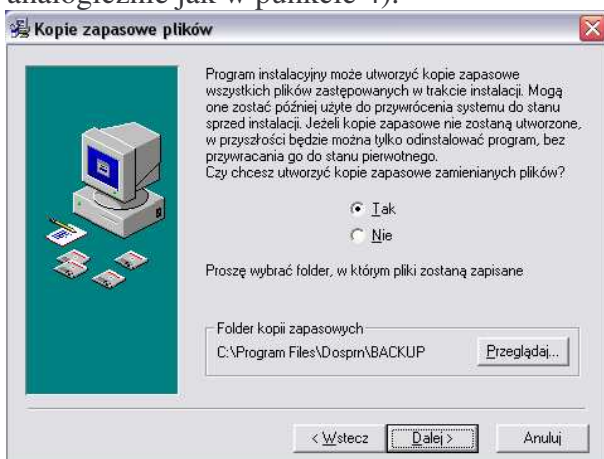 analogicznie jak w punkcie 4).
Kopie zapasowe plików
Program instalacyjny może utworzyć kopie zapasowe
wszystkich plików zastępowanych w trakcie instalacji. Mogą
one zostać później użyte do przywrócenia systemu do stanu
sprzed instalacji. Jeżeli kopie zapasowe nie zostaną utworzone,
w przyszłości będzie można tylko odinstalować program, bez
przywracania go do stanu pierwotnego.
Czy chcesz utworzyć kopie zapasowe zamienianych plików?
Tak
Nie
Proszę wybrać folder, w którym pliki zostaną zapisane
Folder kopii zapasowych
C:\Program Files\Dosprn\BACKUP Przeglądaj...
< Wstecz Dalej > Anuluj